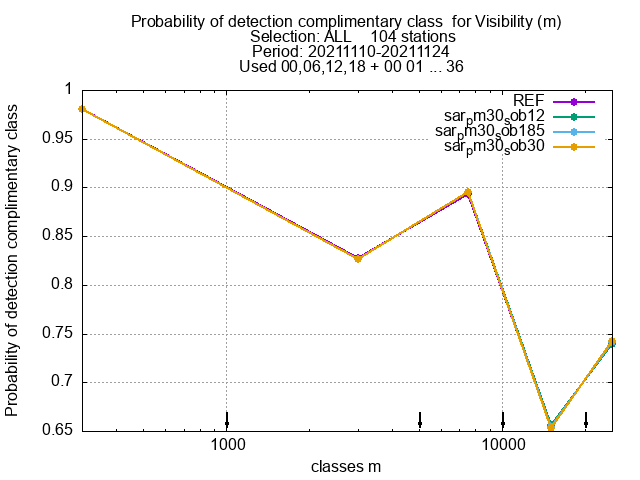 Probability of detection complimentary class  for Visibility (m)
Selection: ALL    104 stations
Period: 20211110-20211124
Used 00,06,12,18 + 00 01 ... 36
REF
sarpm30sob12
sarpm30sob185
sarpm30sob30
Probability of detection complimentary class
1
0.95
0.9
0.85
0.8
0.75
0.7
0.65
1000
10000
classes m